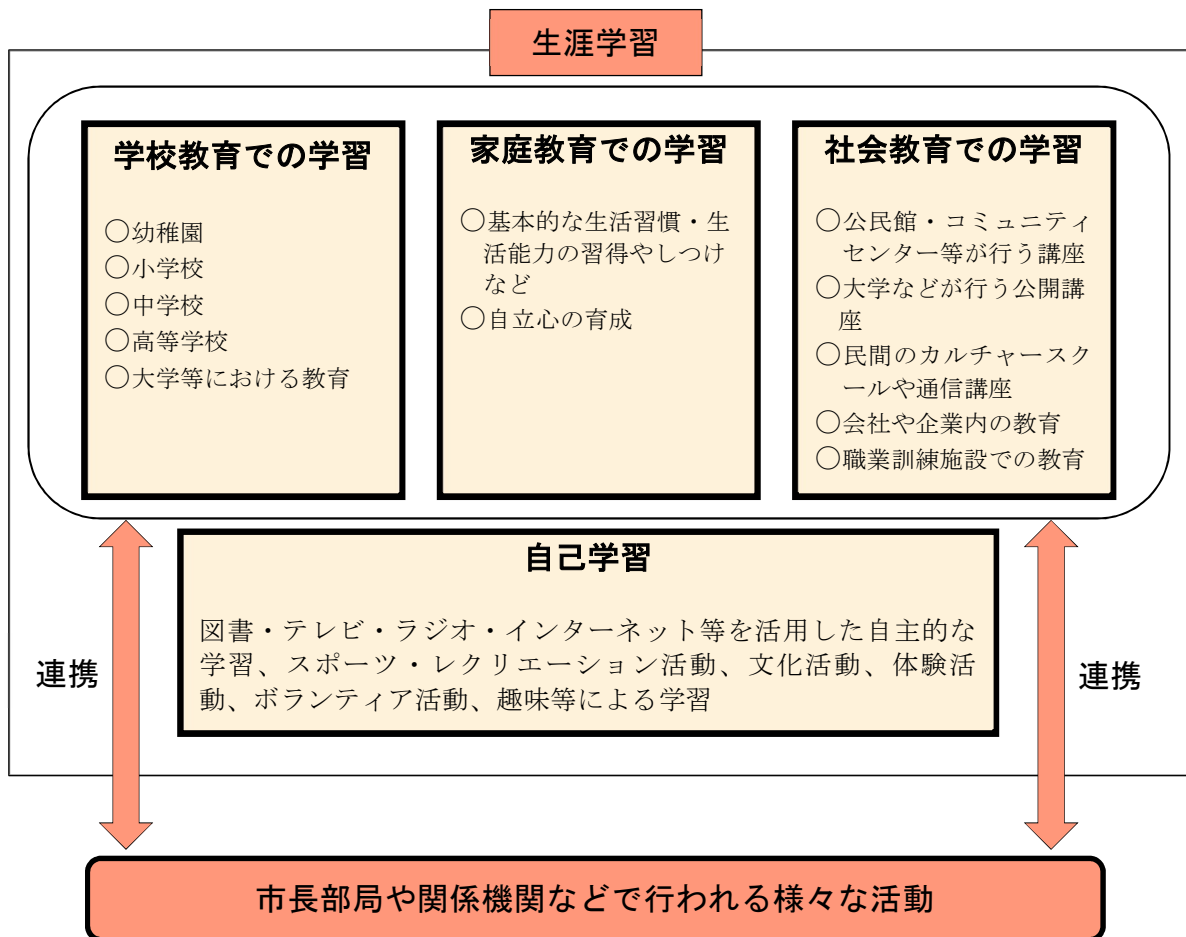 生涯学習
学校教育での学習
○幼稚園
○小学校
○中学校
○高等学校
○大学等における教育
家庭教育での学習
○基本的な生活習慣・生
活能力の習得やしつけ
など
○自立心の育成
社会教育での学習
○公民館・コミュニティ
センター等が行う講座
○大学などが行う公開講
座
○民間のカルチャースク
ールや通信講座
○会社や企業内の教育
○職業訓練施設での教育
自己学習
図書・テレビ・ラジオ・インターネット等を活用した自主的な
学習、スポーツ・レクリエーション活動、文化活動、体験活
動、ボランティア活動、趣味等による学習
連携
連携
市長部局や関係機関などで行われる様々な活動